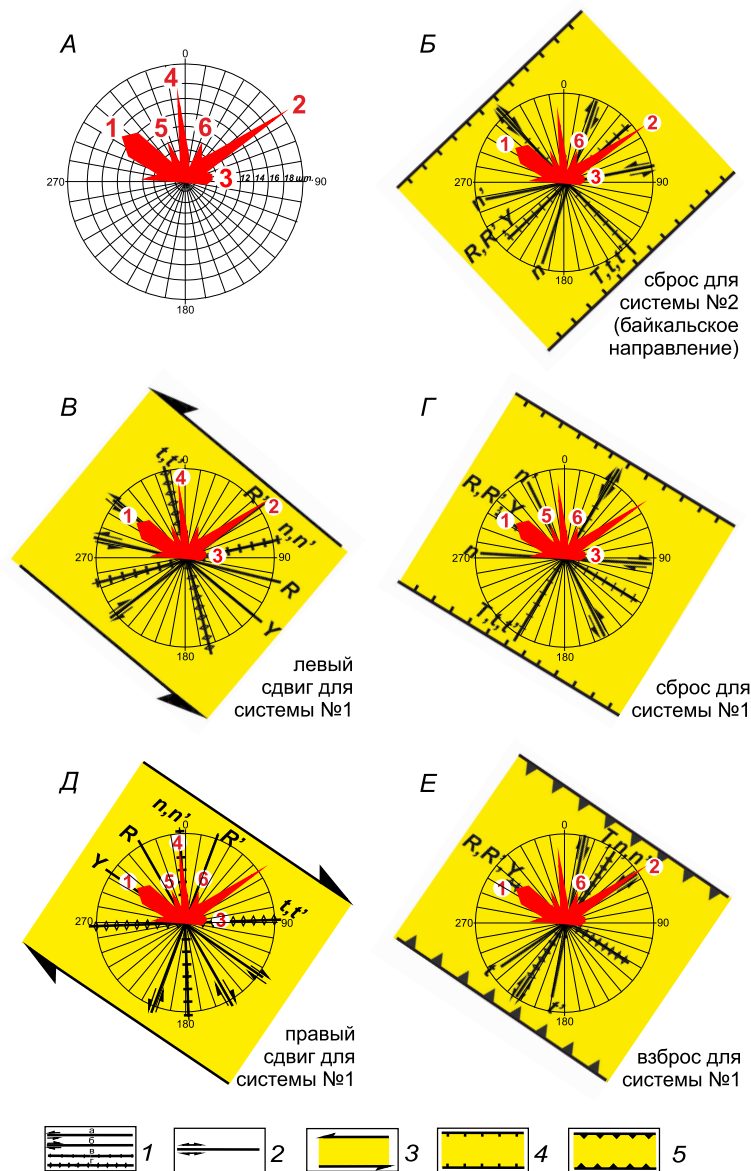 А
0
4
2
1
5
6
3
12 14 16 18 шт.
270
90
180
Б
0
6
2
1
3
270
90
n'
R,R',Y
n
T,t,t'
180
сброс для
системы №2
(байкальское
направление)
В
t,t'
0
4
R'
2
n,n'
1
3
270
90
R
Y
180
левый
сдвиг для
системы №1
Г
0
n'
R,R',Y
1
5
6
3
n
270
90
T,t,t'
180
сброс для
системы №1
Д
n,n'
0
R
R'
4
Y
1
5
6
3
t,t'
270
90
180
правый
сдвиг для
системы №1
Е
0
T,n,n'
R,R',Y
6
2
1
3
270
90
t
t'
180
взброс для
системы №1
а
б
в
г
1
2
3
4
5